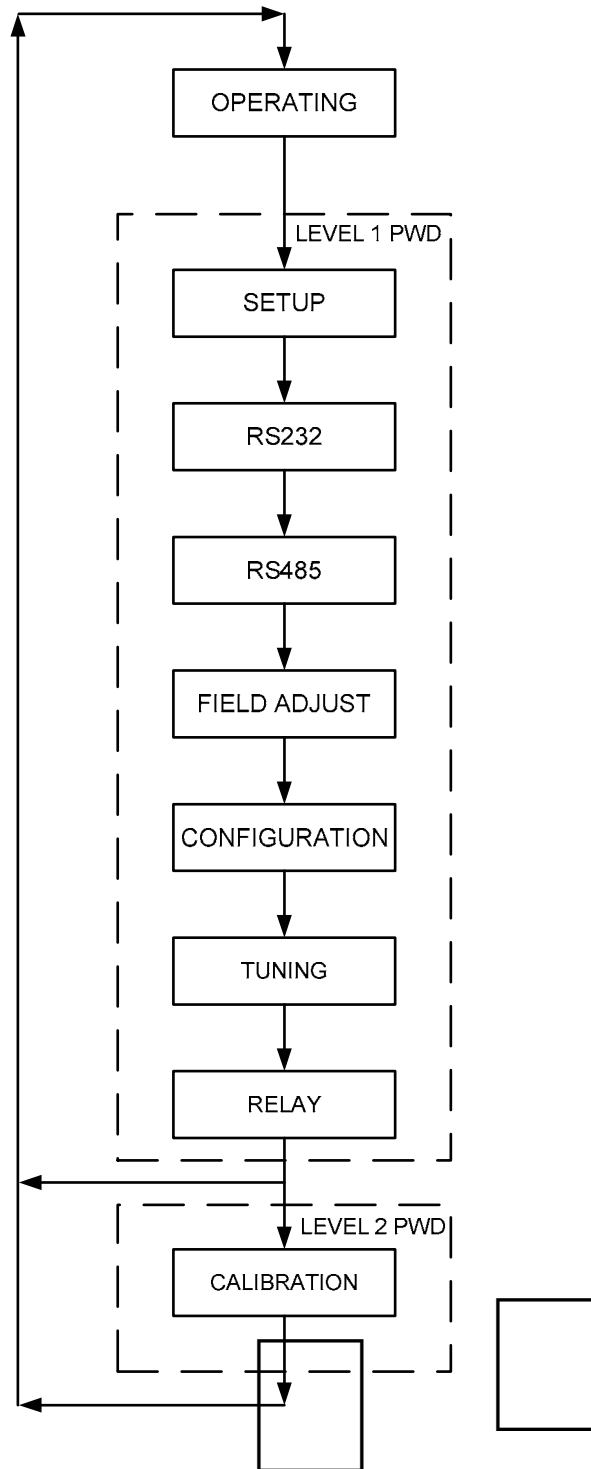 OPERATING
LEVEL 1 PWD
SETUP
RS232
RS485
FIELD ADJUST
CONFIGURATION
TUNING
RELAY
LEVEL 2 PWD
CALIBRATION